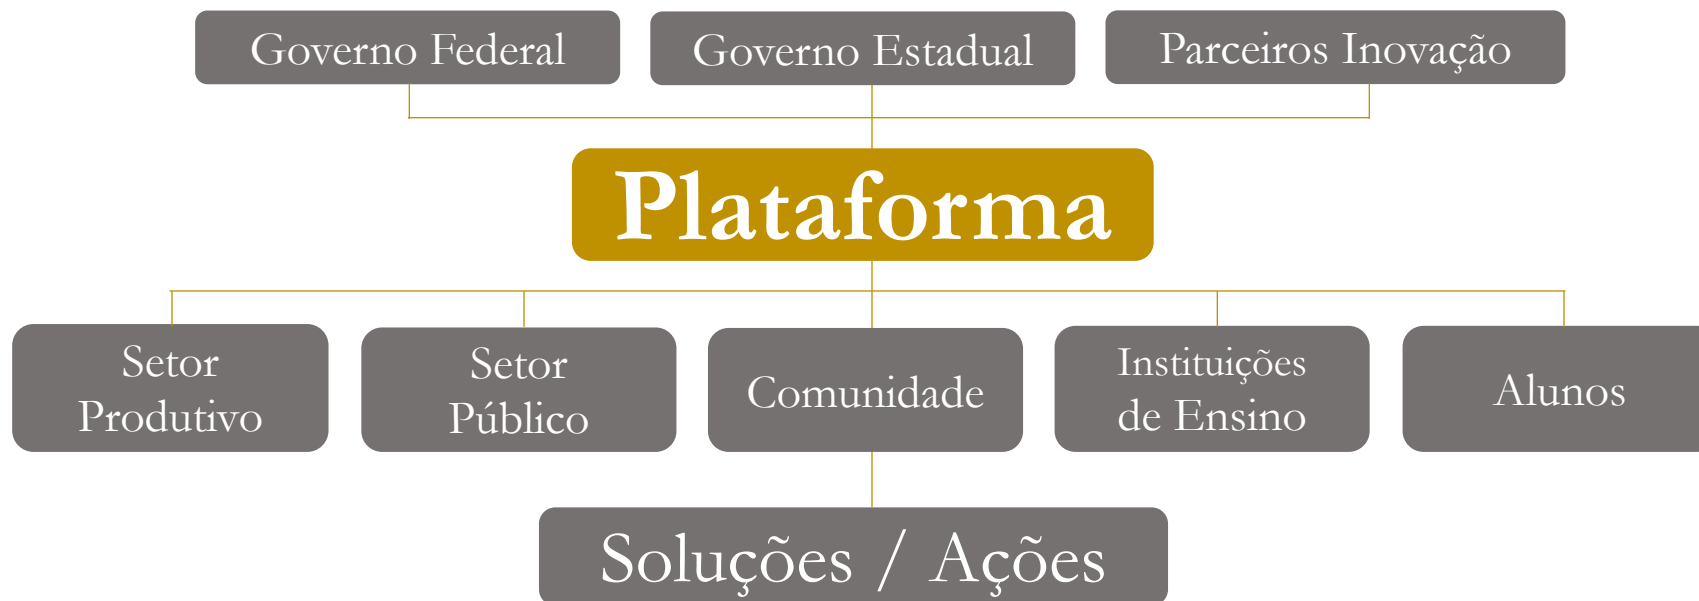 Governo Federal
Governo Estadual
Parceiros Inovação
Plataforma
Setor
Produtivo
Setor
Público
Comunidade
Instituições
de Ensino
Alunos
Soluções / Ações